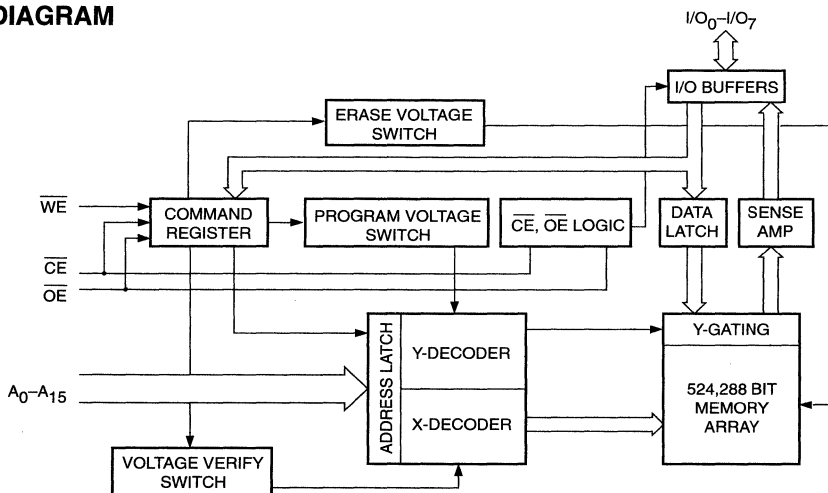 DIAGRAM
I/O0–I/O7
I/O BUFFERS
ERASE VOLTAGE
SWITCH
WE
COMMAND
REGISTER
PROGRAM VOLTAGE
SWITCH
CE, OE LOGIC
DATA
LATCH
SENSE
AMP
CE
OE
ADDRESS LATCH
Y-DECODER
X-DECODER
Y-GATING
524,288 BIT
MEMORY
ARRAY
A0–A15
VOLTAGE VERIFY
SWITCH